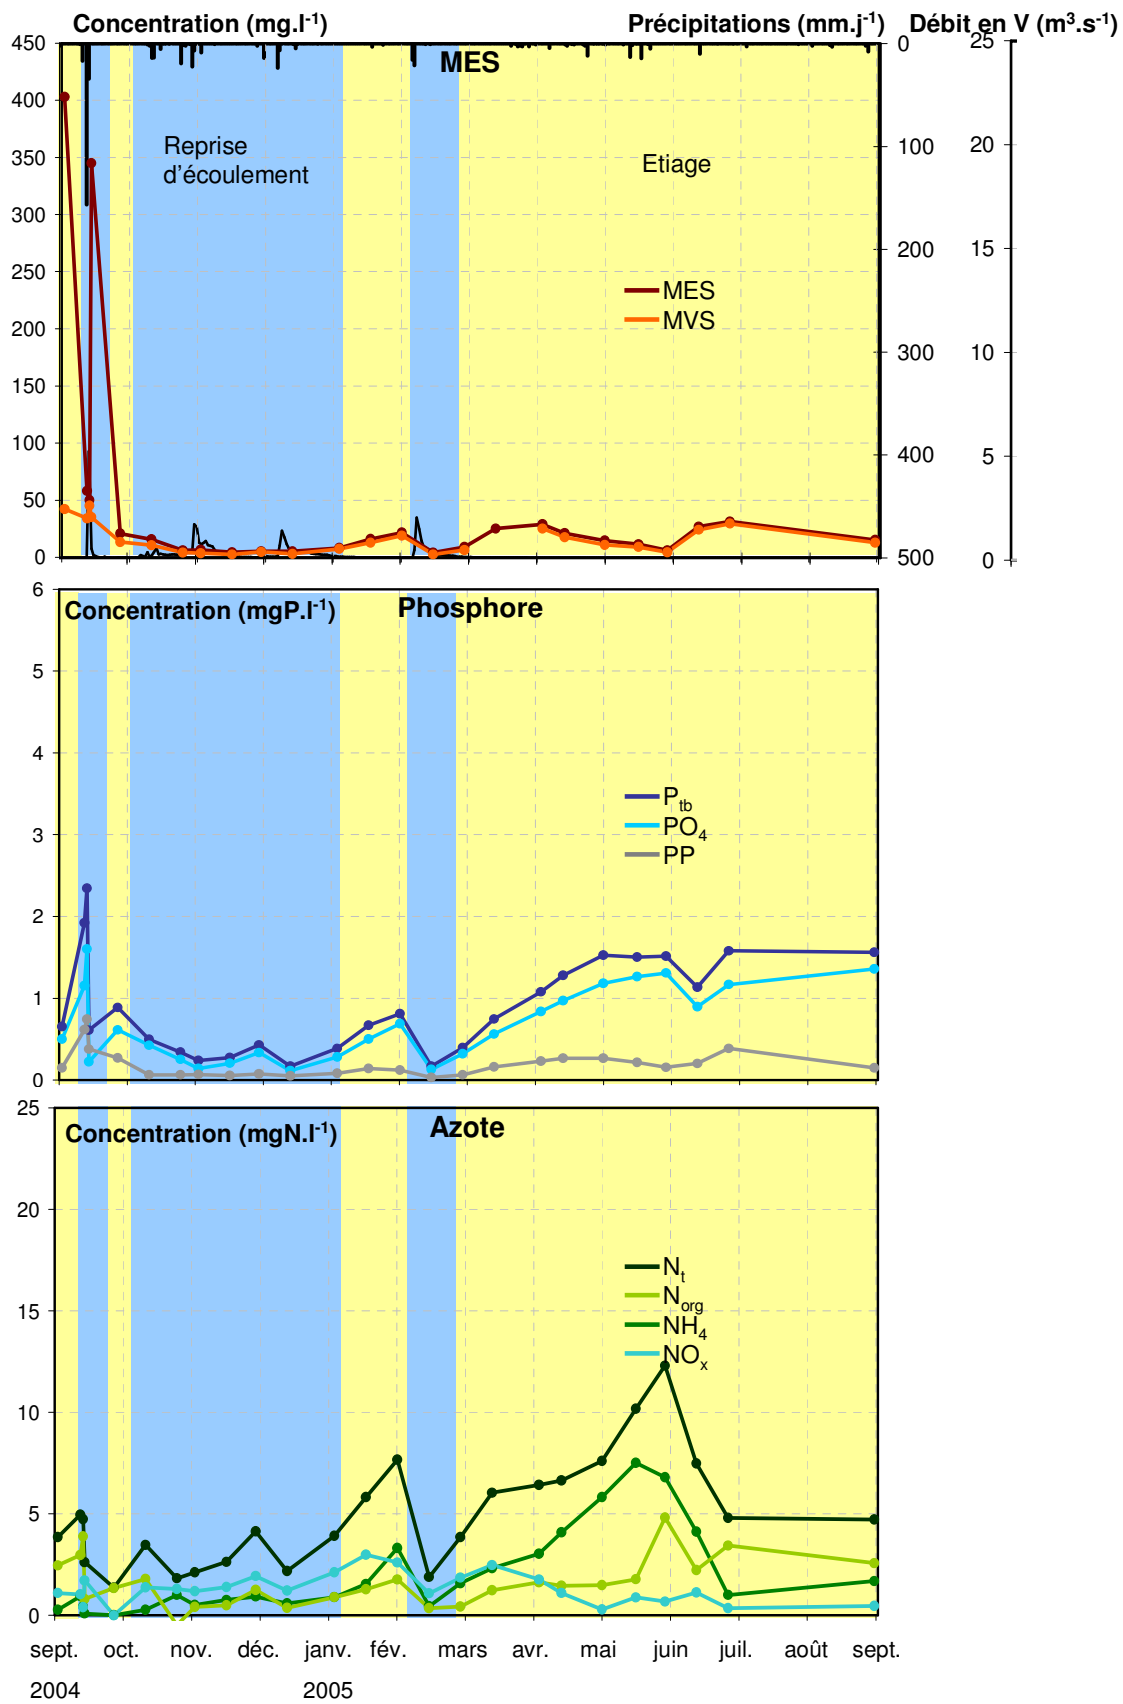 Concentration (mg.l-1) Précipitations (mm.j-1) Débit en V (m3.s-1)
MES
450 0 25
400
350 100 20
300
250 200 15
200
150 300 10
100 400 5
50
0 500 0
Reprise
d'écoulement
Etiage
MES
MVS
Concentration (mgP.l-1) Phosphore
6
5
4
3
2
1
0
Ptb
PO4
PP
Concentration (mgN.l-1) Azote
25
20
15
10
5
0
Nt
Norg
NH4
NOx
sept. oct. nov. déc. janv. fév. mars avr. mai juin juil. août sept.
2004 2005